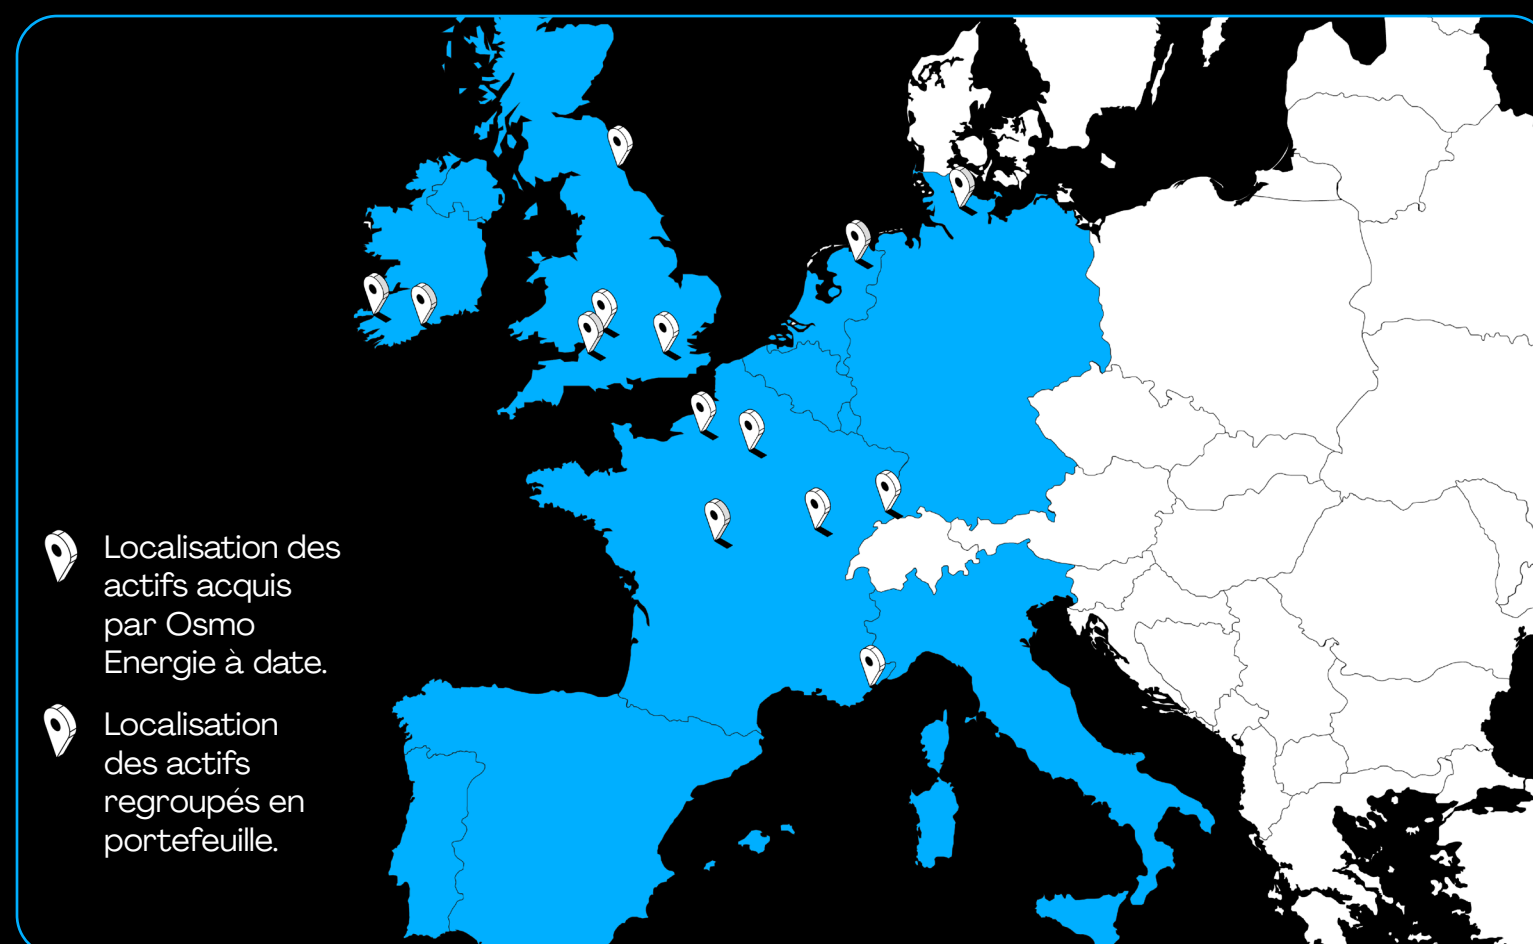 Localisation des
actifs acquis
par Osmo
Energie à date.
Localisation
des actifs
regroupés en
portefeuille.